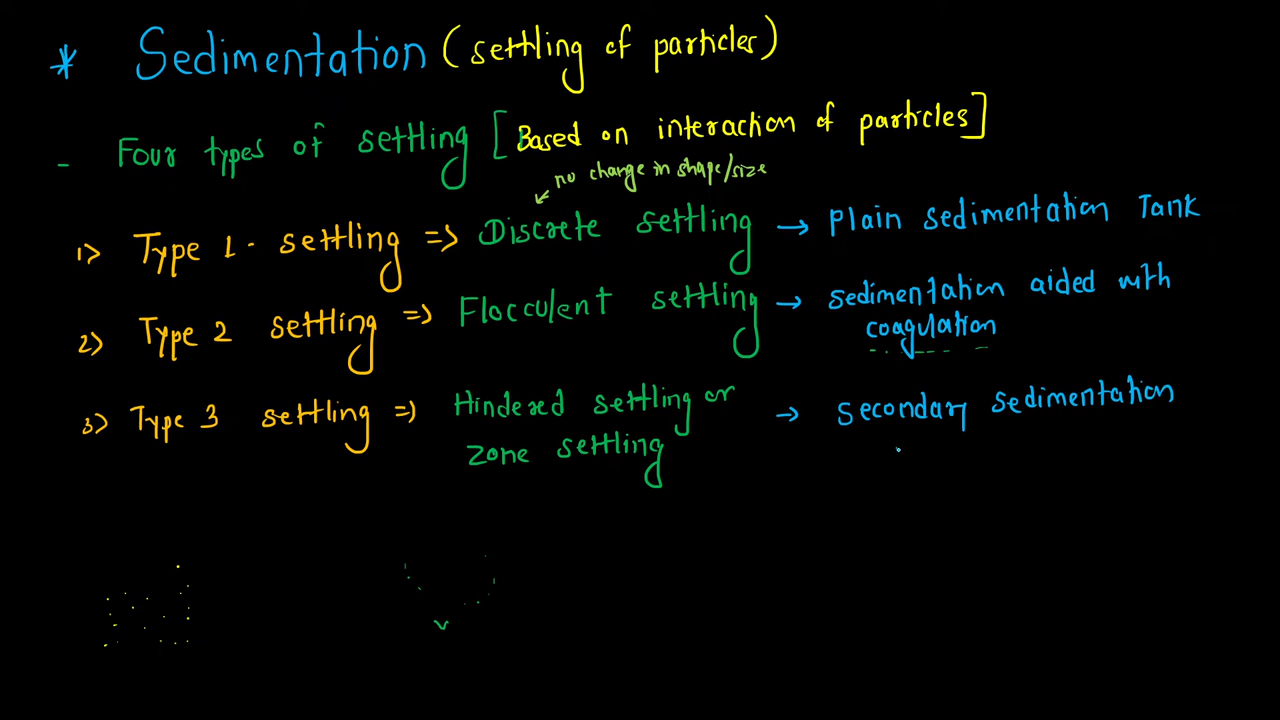 * Sedimentation (settling of particles)
- Four types of settling [Based on interaction of particles]
no change in shape/size
1) Type 1 - settling => Discrete settling → Plain sedimentation Tank
2) Type 2 settling => Flocculent settling → sedimentation aided with
coagulation
3) Type 3 settling => Hindered settling or → Secondary sedimentation
zone settling